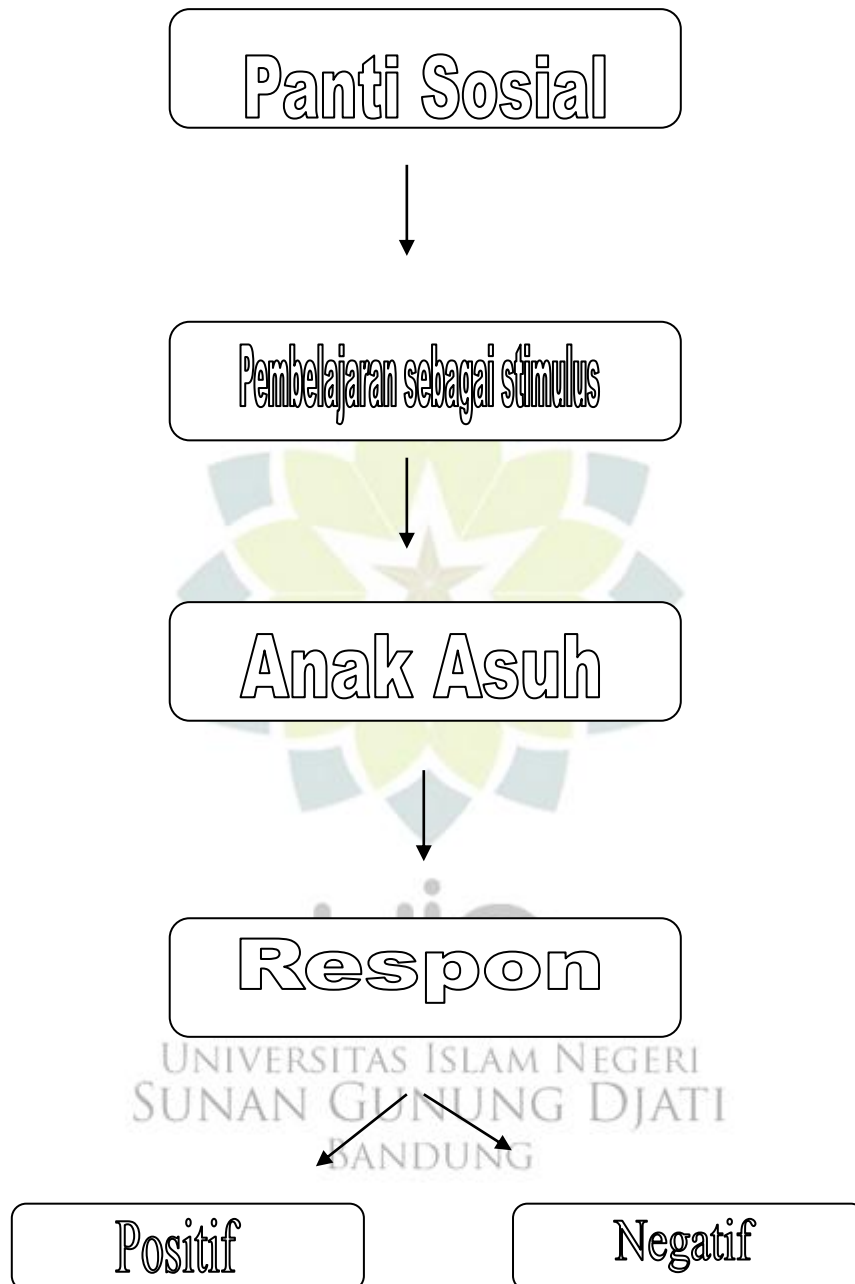 Panti Sosial
Pembelajaran sebagai stimulus
Anak Asuh
Respon
UNIVERSITAS ISLAM NEGERI
SUNAN GUNUNG DJATI
BANDUNG
Positif
Negatif